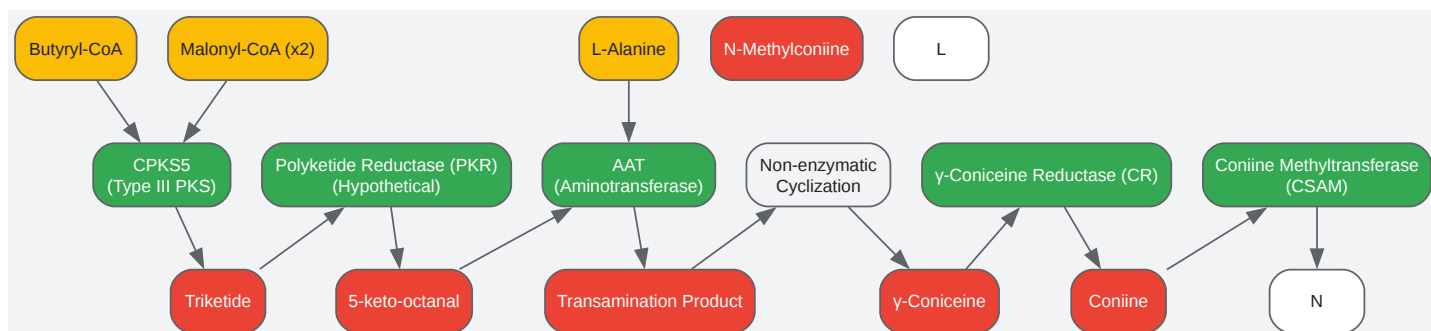 Butyryl-CoA
Malonyl-CoA (x2)
L-Alanine
N-Methylconiine
L
CPKS5
(Type III PKS)
Polyketide Reductase (PKR)
(Hypothetical)
AAT
(Aminotransferase)
Non-enzymatic
Cyclization
γ-Coniceine Reductase (CR)
Coniine Methyltransferase
(CSAM)
Triketide
5-keto-octanal
Transamination Product
γ-Coniceine
Coniine
N